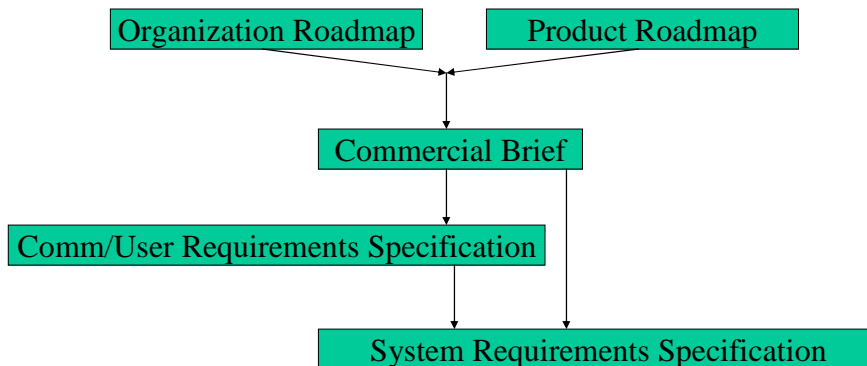 Organization Roadmap
Product Roadmap
Commercial Brief
Comm/User Requirements Specification
System Requirements Specification